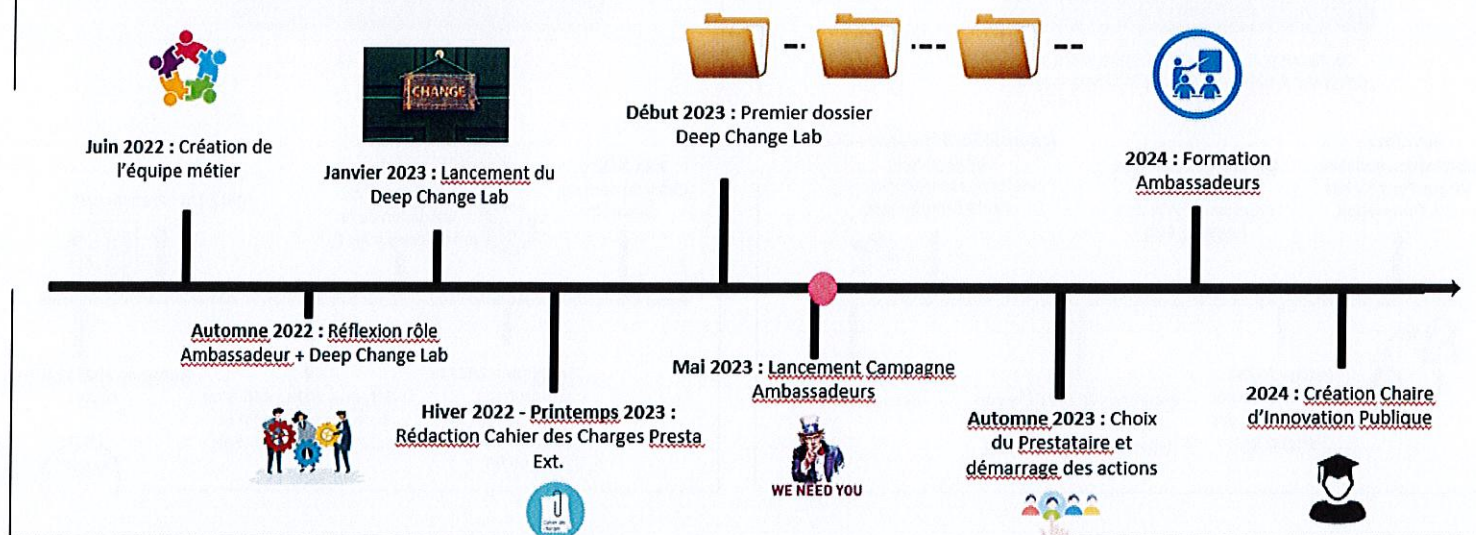 CHANGE
Juin 2022 : Création de
l'équipe métier
Janvier 2023 : Lancement du
Deep Change Lab
Début 2023 : Premier dossier
Deep Change Lab
2024 : Formation
Ambassadeurs
Automne 2022 : Réflexion rôle
Ambassadeur + Deep Change Lab
Hiver 2022 - Printemps 2023 :
Rédaction Cahier des Charges Presta
Ext.
Cahier des
charges
Mai 2023 : Lancement Campagne
Ambassadeurs
WE NEED YOU
Automne 2023 : Choix
du Prestataire et
démarrage des actions
2024 : Création Chaire
d'Innovation Publique